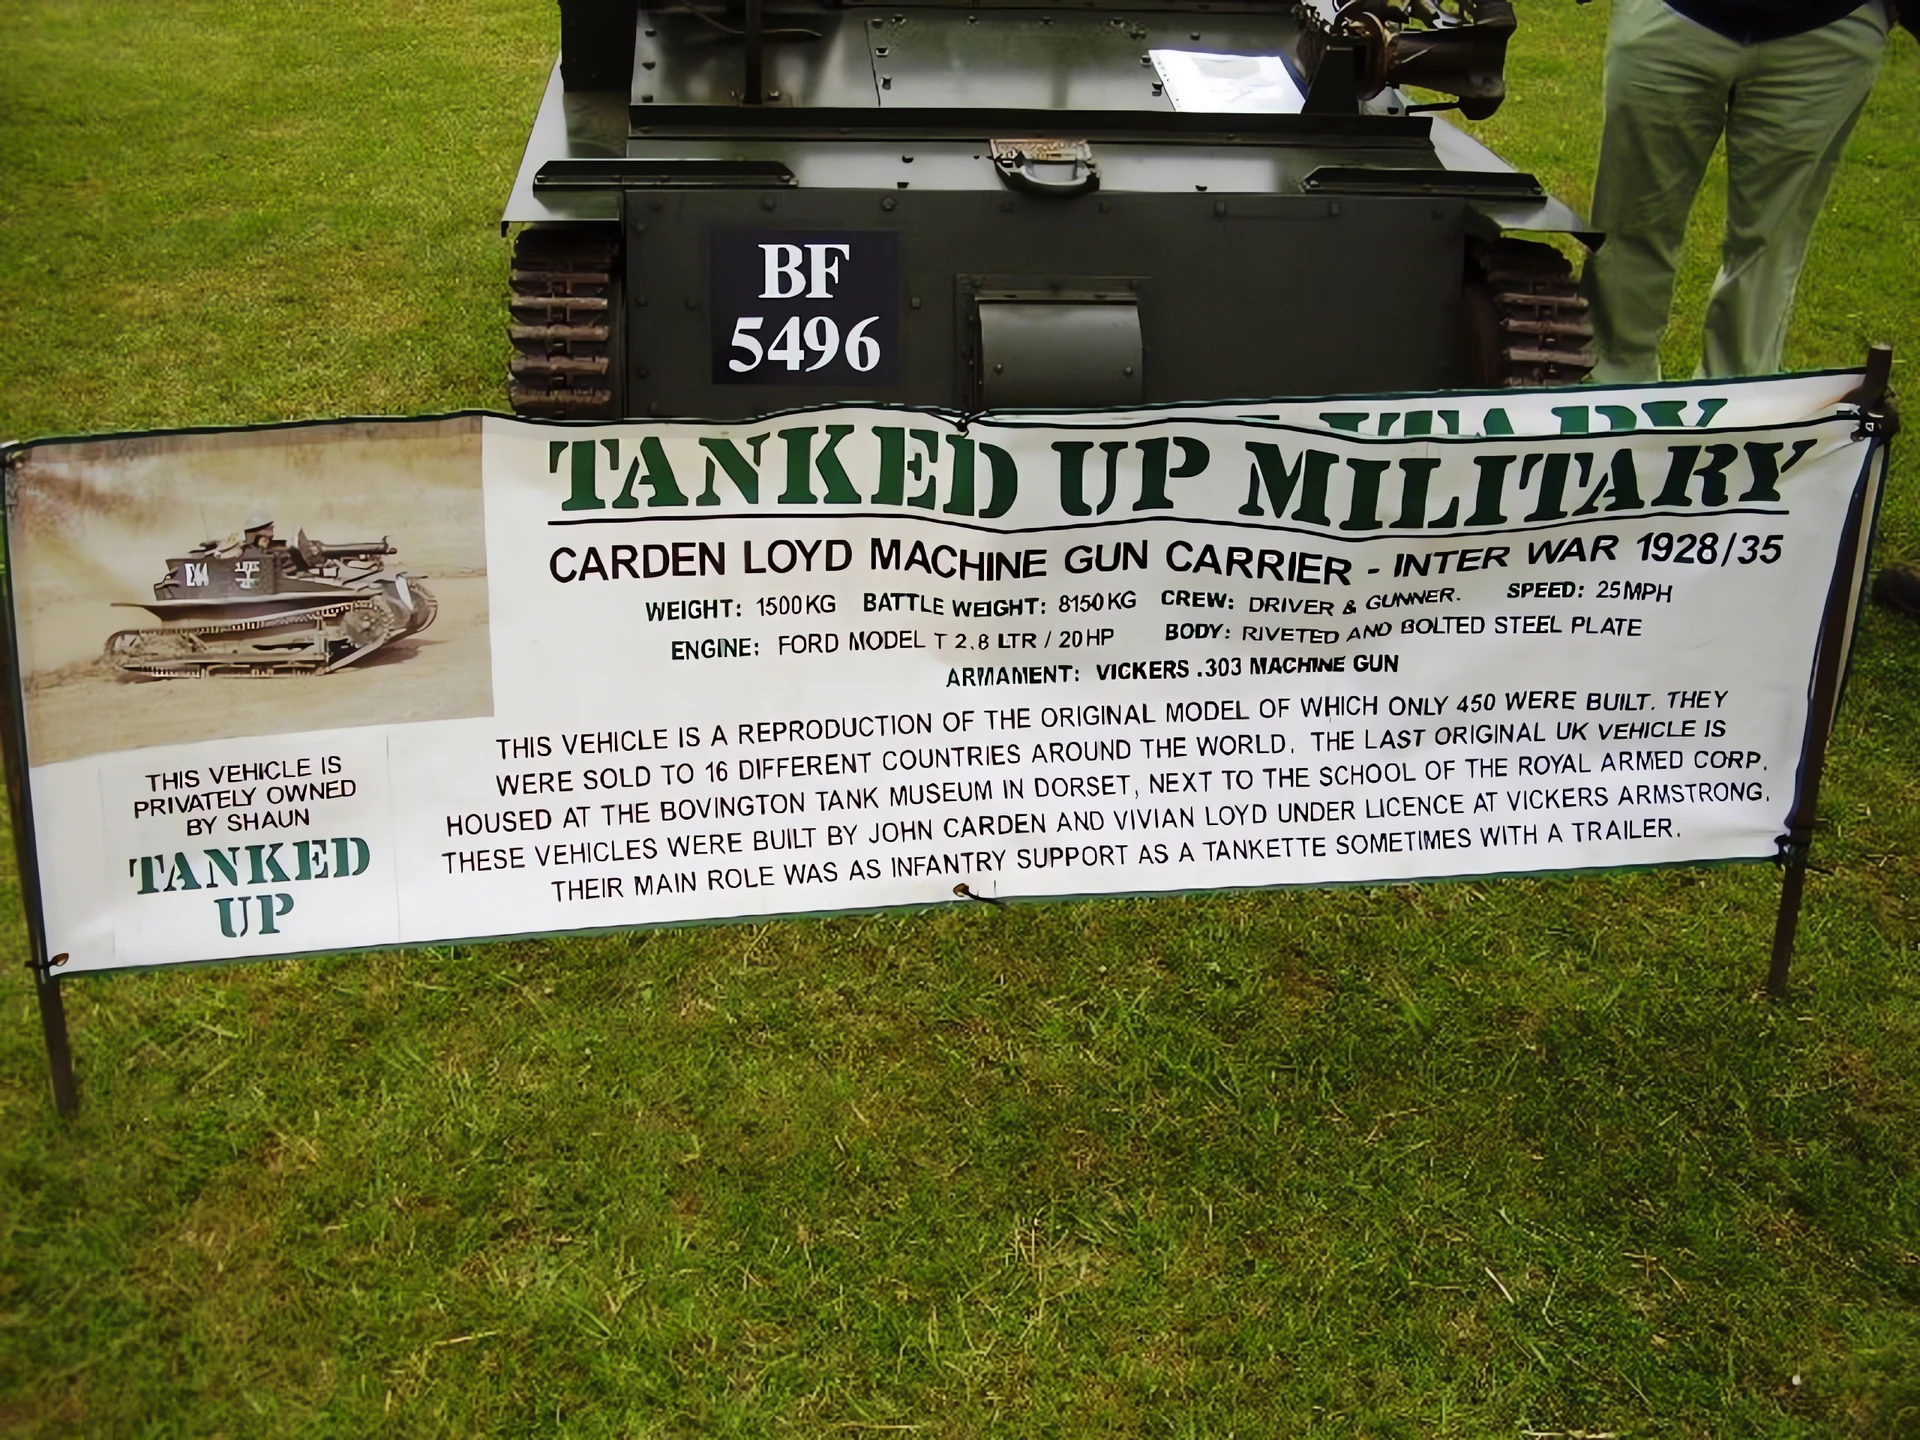 BF
5496
TANKED UP MILITARY
CARDEN LOYD MACHINE GUN CARRIER - INTER WAR 1928/35
WEIGHT: 1500KG BATTLE WEIGHT: 8150KG CREW: DRIVER & GUNNER. SPEED: 25MPH
ENGINE: FORD MODEL T 2.8 LTR / 20HP BODY: RIVETED AND BOLTED STEEL PLATE
ARMAMENT: VICKERS .303 MACHINE GUN
THIS VEHICLE IS A REPRODUCTION OF THE ORIGINAL MODEL OF WHICH ONLY 450 WERE BUILT. THEY
WERE SOLD TO 16 DIFFERENT COUNTRIES AROUND THE WORLD. THE LAST ORIGINAL UK VEHICLE IS
HOUSED AT THE BOVINGTON TANK MUSEUM IN DORSET, NEXT TO THE SCHOOL OF THE ROYAL ARMED CORP.
THESE VEHICLES WERE BUILT BY JOHN CARDEN AND VIVIAN LOYD UNDER LICENCE AT VICKERS ARMSTRONG.
THEIR MAIN ROLE WAS AS INFANTRY SUPPORT AS A TANKETTE SOMETIMES WITH A TRAILER.
THIS VEHICLE IS
PRIVATELY OWNED
BY SHAUN
TANKED
UP